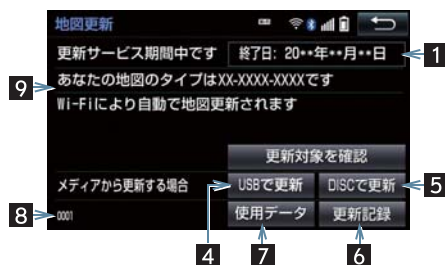 地図更新
更新サービス期間中です 終了日: 20**年**月**日 1
9 あなたの地図のタイプはXX-XXXX-XXXXです
Wi-Fiにより自動で地図更新されます
更新対象を確認
メディアから更新する場合 USBで更新 DISCで更新 5
8 0001 使用データ 更新記録
4 7 6